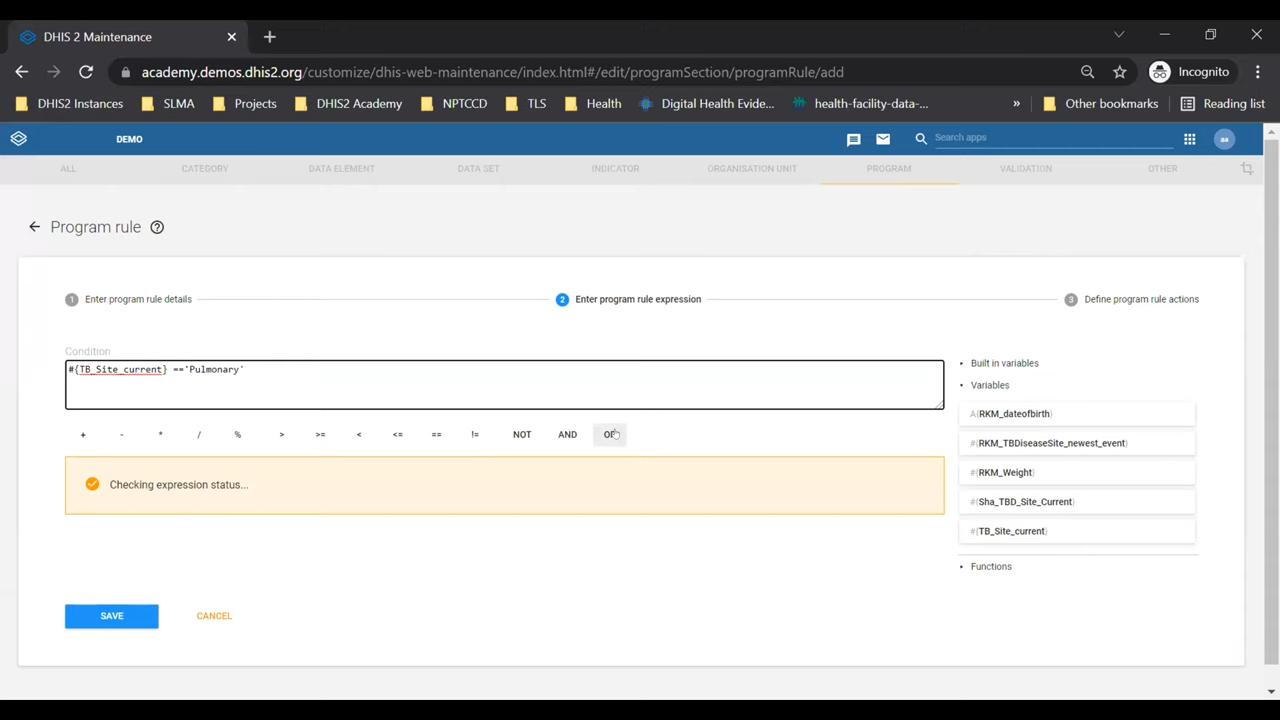 DHIS 2 Maintenance
academy.demos.dhis2.org/customize/dhis-web-maintenance/index.html#/edit/programSection/programRule/add
Incognito
DHIS2 Instances SLMA Projects DHIS2 Academy NPTCCD TLS Health Digital Health Evide... health-facility-data-... » Other bookmarks Reading list
DEMO Search apps aa
ALL CATEGORY DATA ELEMENT DATA SET INDICATOR ORGANISATION UNIT PROGRAM VALIDATION OTHER
Program rule ?
1 Enter program rule details 2 Enter program rule expression 3 Define program rule actions
Condition
#{TB_Site_current} =='Pulmonary'
+ - * / % > >= < <= == != NOT AND
Checking expression status...
SAVE CANCEL
Built in variables
Variables
A{RKM_dateofbirth}
#{RKM_TBDiseaseSite_newest_event}
#{RKM_Weight}
#{Sha_TBD_Site_Current}
#{TB_Site_current}
Functions